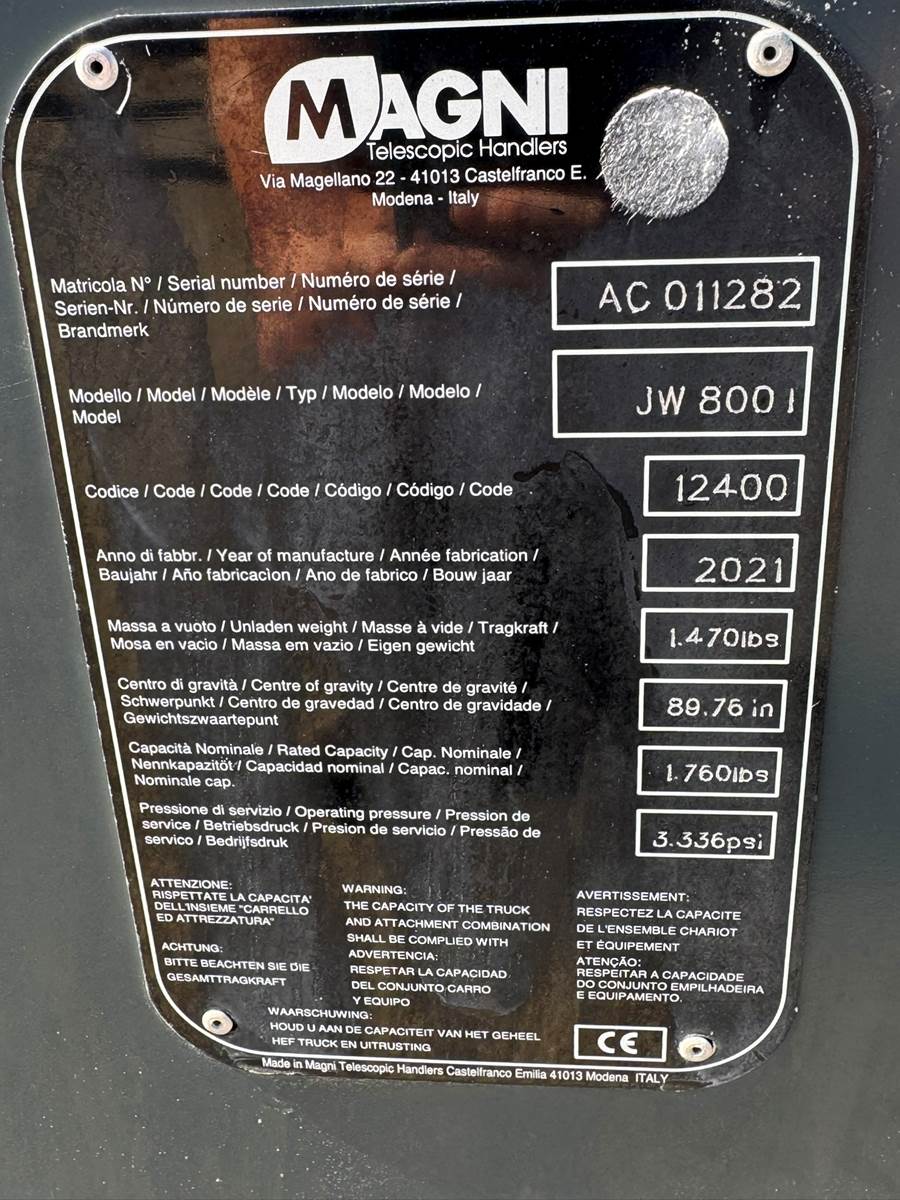 MAGNI
Telescopic Handlers
Via Magellano 22 - 41013 Castelfranco E.
Modena - Italy
Matricola N° / Serial number / Numéro de série /
Serien-Nr. / Número de serie / Numéro de série /
Brandmerk
AC 011282
Modello / Model / Modèle / Typ / Modelo / Modelo /
Model
JW 800 I
Codice / Code / Code / Code / Código / Código / Code
12400
Anno di fabbr. / Year of manufacture / Année fabrication /
Baujahr / Año fabricaciòn / Ano de fabrico / Bouw jaar
2021
Massa a vuoto / Unladen weight / Masse à vide / Tragkraft /
Mosa en vacio / Massa em vazio / Eigen gewicht
1.470lbs
Centro di gravità / Centre of gravity / Centre de gravité /
Schwerpunkt / Centro de gravedad / Centro de gravidade /
Gewichtszwaartepunt
89.76 in
Capacità Nominale / Rated Capacity / Cap. Nominale /
Nennkapazitöt / Capacidad nominal / Capac. nominal /
Nominale cap.
1.760lbs
Pressione di servizio / Operating pressure / Pression de
service / Betriebsdruck / Presion de servicio / Pressão de
servico / Bedrijfsdruk
3.336psi
ATTENZIONE:
RISPETTATE LA CAPACITA'
DELL'INSIEME "CARRELLO
ED ATTREZZATURA"
ACHTUNG:
BITTE BEACHTEN SIE DIE
GESAMTTRAGKRAFT
WARNING:
THE CAPACITY OF THE TRUCK
AND ATTACHMENT COMBINATION
SHALL BE COMPLIED WITH
ADVERTENCIA:
RESPETAR LA CAPACIDAD
DEL CONJUNTO CARRO
Y EQUIPO
AVERTISSEMENT:
RESPECTEZ LA CAPACITE
DE L'ENSEMBLE CHARIOT
ET ÉQUIPEMENT
ATENÇÃO:
RESPEITAR A CAPACIDADE
DO CONJUNTO EMPILHADEIRA
E EQUIPAMENTO.
WAARSCHUWING:
HOUD U AAN DE CAPACITEIT VAN HET GEHEEL
HEF TRUCK EN UITRUSTING
CE
Made in Magni Telescopic Handlers Castelfranco Emilia 41013 Modena ITALY